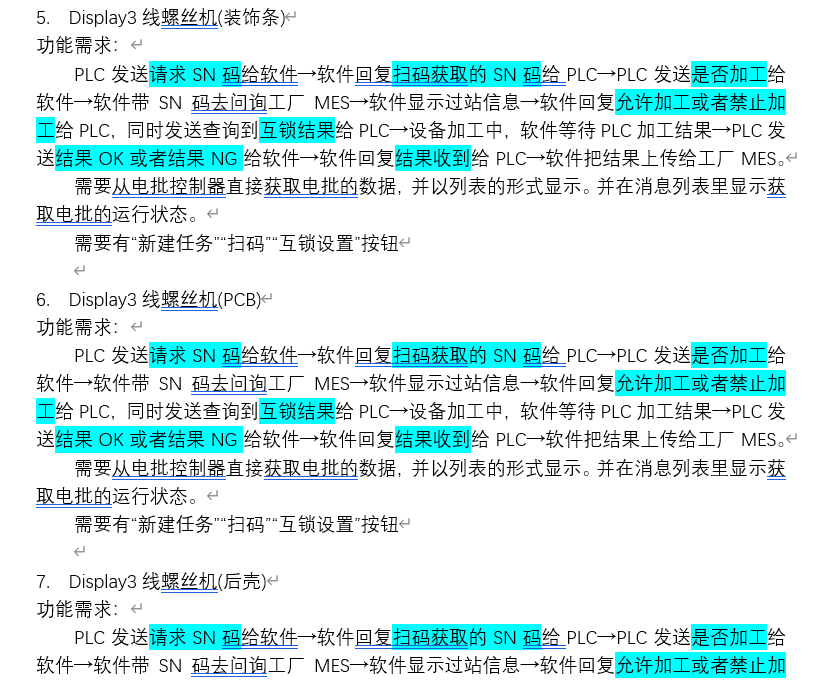 5. Display3 线螺丝机(装饰条)
功能需求：
PLC 发送请求 SN 码给软件→软件回复扫码获取的 SN 码给 PLC→PLC 发送是否加工给
软件→软件带 SN 码去问询工厂 MES→软件显示过站信息→软件回复允许加工或者禁止加
工给 PLC，同时发送查询到互锁结果给 PLC→设备加工中，软件等待 PLC 加工结果→PLC 发
送结果 OK 或者结果 NG 给软件→软件回复结果收到给 PLC→软件把结果上传给工厂 MES。
需要从电批控制器直接获取电批的数据，并以列表的形式显示。并在消息列表里显示获
取电批的运行状态。
需要有“新建任务”“扫码”“互锁设置”按钮
6. Display3 线螺丝机(PCB)
功能需求：
PLC 发送请求 SN 码给软件→软件回复扫码获取的 SN 码给 PLC→PLC 发送是否加工给
软件→软件带 SN 码去问询工厂 MES→软件显示过站信息→软件回复允许加工或者禁止加
工给 PLC，同时发送查询到互锁结果给 PLC→设备加工中，软件等待 PLC 加工结果→PLC 发
送结果 OK 或者结果 NG 给软件→软件回复结果收到给 PLC→软件把结果上传给工厂 MES。
需要从电批控制器直接获取电批的数据，并以列表的形式显示。并在消息列表里显示获
取电批的运行状态。
需要有“新建任务”“扫码”“互锁设置”按钮
7. Display3 线螺丝机(后壳)
功能需求：
PLC 发送请求 SN 码给软件→软件回复扫码获取的 SN 码给 PLC→PLC 发送是否加工给
软件→软件带 SN 码去问询工厂 MES→软件显示过站信息→软件回复允许加工或者禁止加